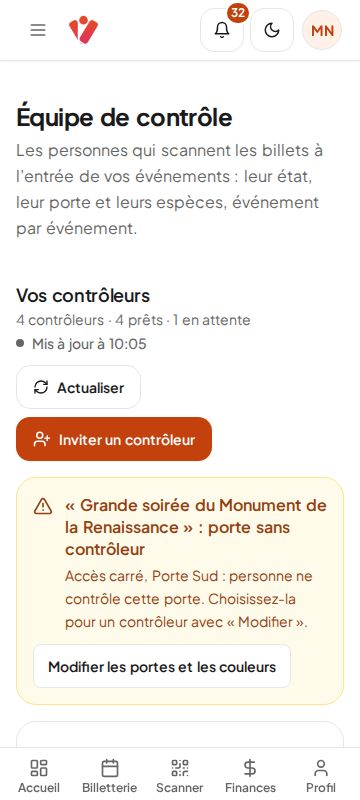 32
MN
Équipe de contrôle
Les personnes qui scannent les billets à
l'entrée de vos événements : leur état,
leur porte et leurs espèces, événement
par événement.
Vos contrôleurs
4 contrôleurs · 4 prêts · 1 en attente
Mis à jour à 10:05
Actualiser
Inviter un contrôleur
« Grande soirée du Monument de
la Renaissance » : porte sans
contrôleur
Accès carré, Porte Sud : personne ne
contrôle cette porte. Choisissez-la
pour un contrôleur avec « Modifier ».
Modifier les portes et les couleurs
Accueil
Billetterie
Scanner
Finances
Profil